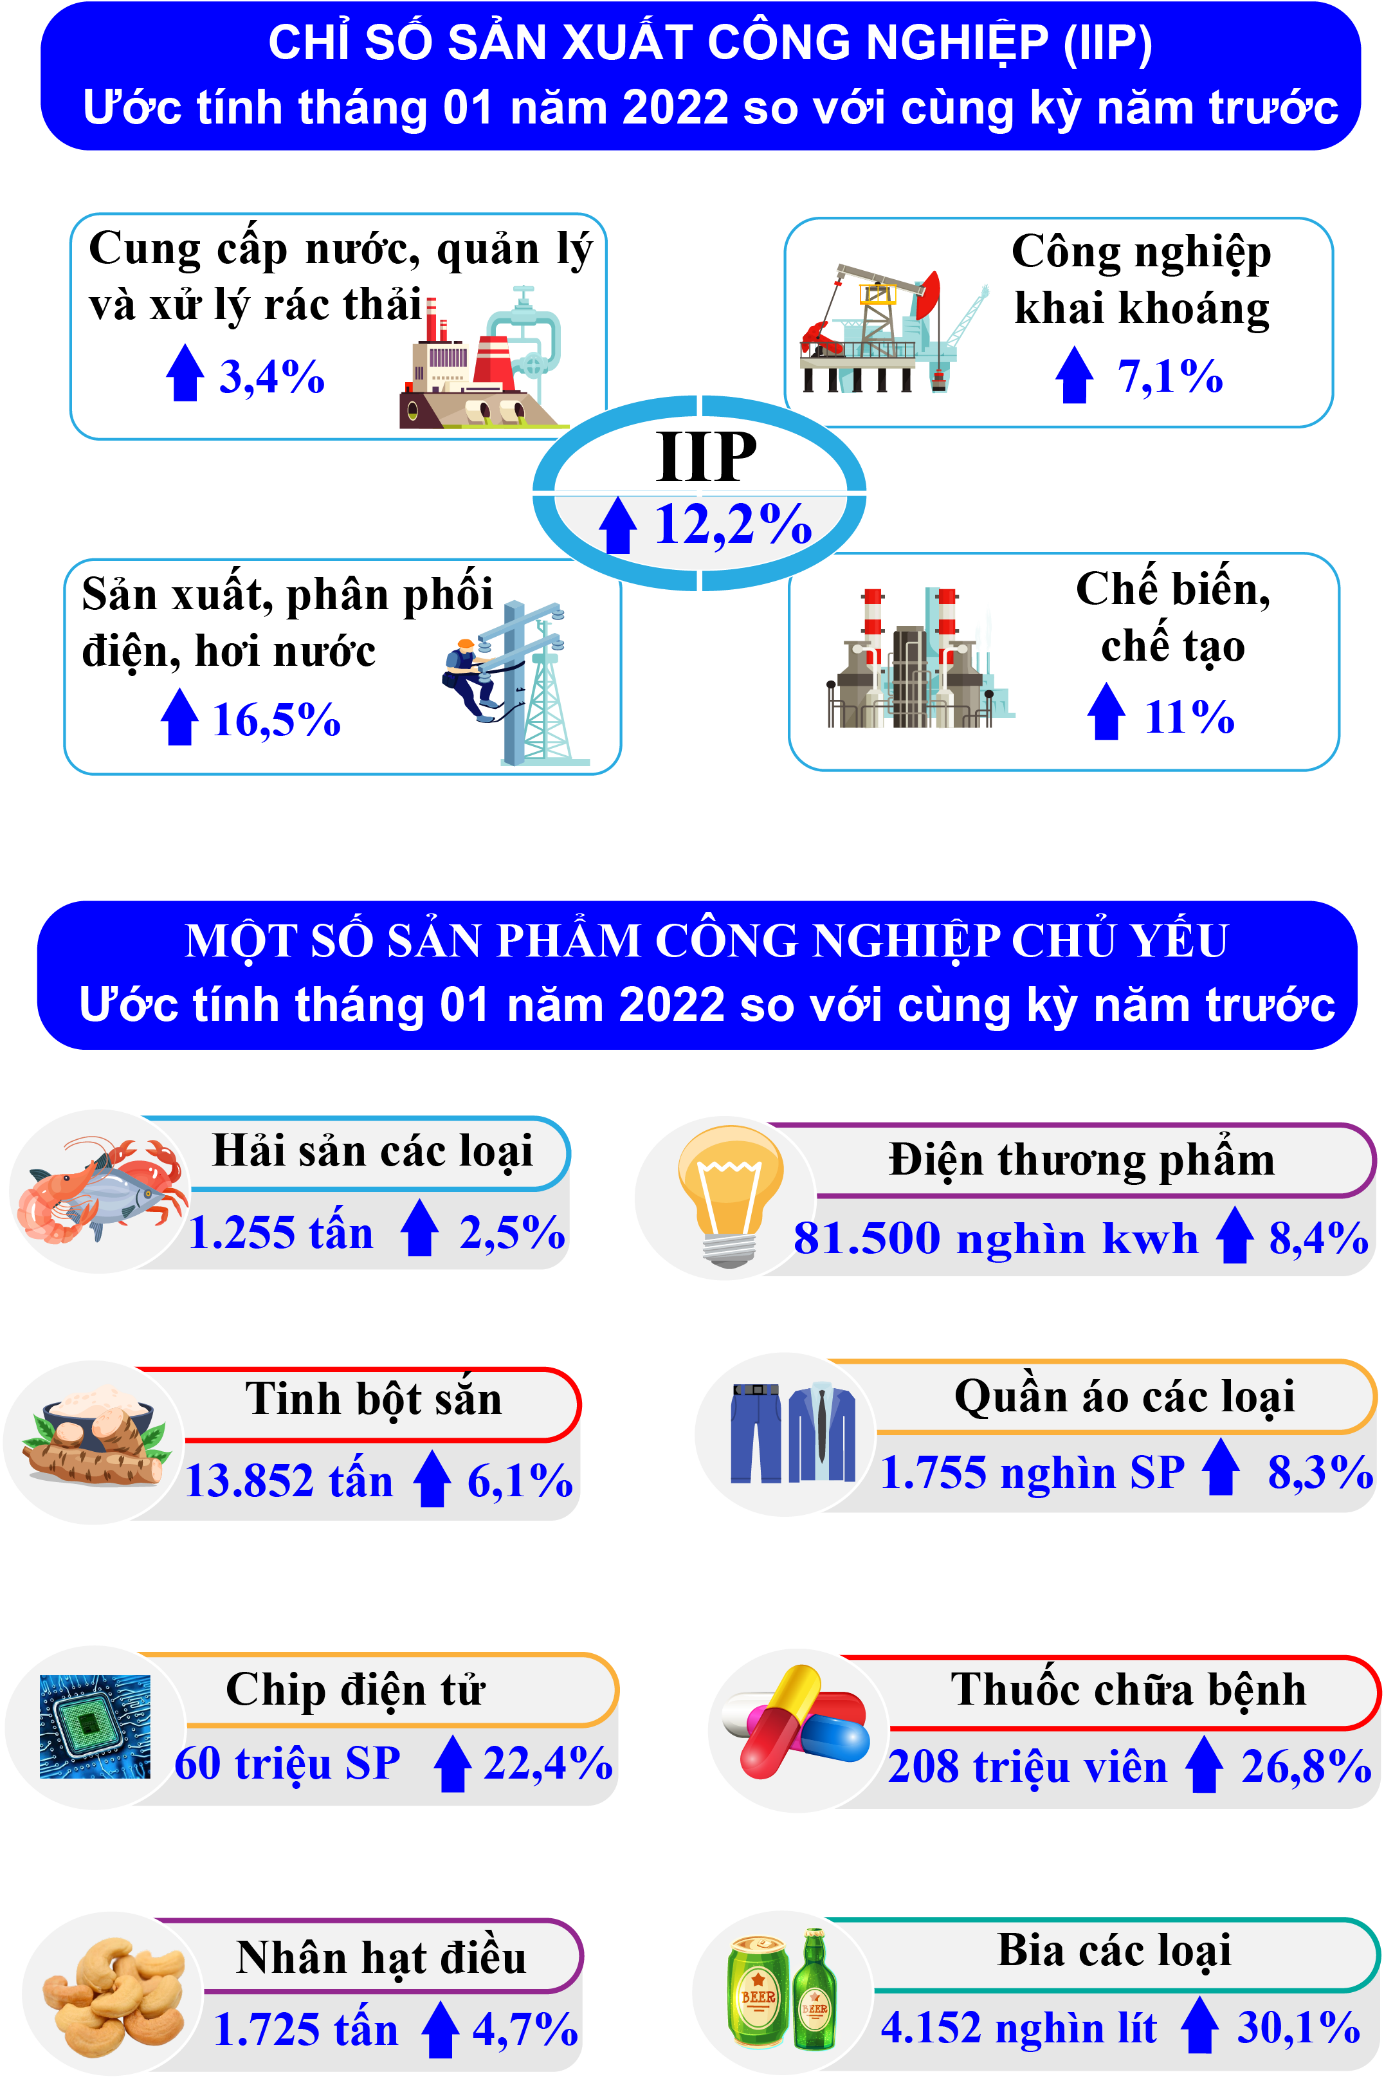 CHỈ SỐ SẢN XUẤT CÔNG NGHIỆP (IIP)
Ước tính tháng 01 năm 2022 so với cùng kỳ năm trước
Cung cấp nước, quản lý
và xử lý rác thải
3,4%
Công nghiệp
khai khoáng
7,1%
IIP
12,2%
Sản xuất, phân phối
điện, hơi nước
16,5%
Chế biến,
chế tạo
11%
MỘT SỐ SẢN PHẨM CÔNG NGHIỆP CHỦ YẾU
Ước tính tháng 01 năm 2022 so với cùng kỳ năm trước
Hải sản các loại
1.255 tấn 2,5%
Điện thương phẩm
81.500 nghìn kwh 8,4%
Tinh bột sắn
13.852 tấn 6,1%
Quần áo các loại
1.755 nghìn SP 8,3%
Chip điện tử
60 triệu SP 22,4%
Thuốc chữa bệnh
208 triệu viên 26,8%
Nhân hạt điều
1.725 tấn 4,7%
Bia các loại
BEER
BEER
4.152 nghìn lít 30,1%